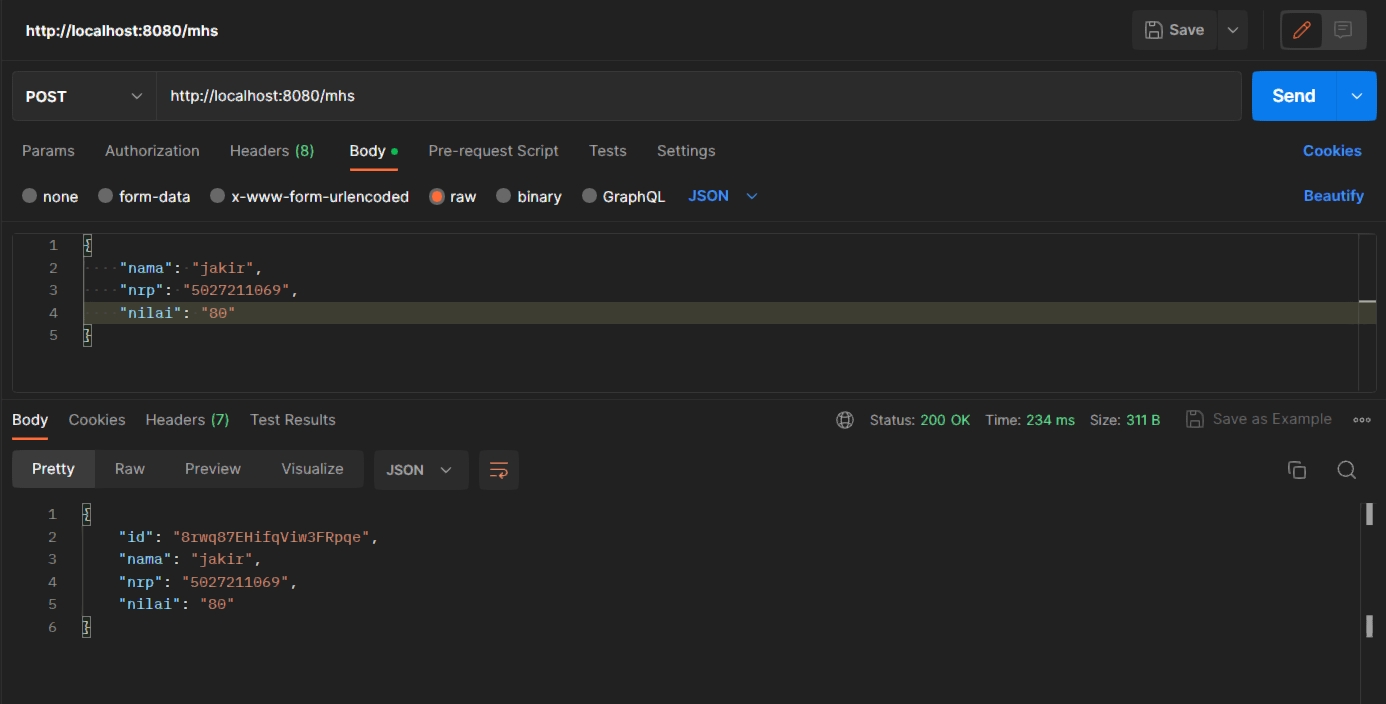 http://localhost:8080/mhs Save
POST http://localhost:8080/mhs Send
Params Authorization Headers (8) Body Pre-request Script Tests Settings Cookies
none form-data x-www-form-urlencoded raw binary GraphQL JSON Beautify
1 {
2 "nama": "jakir",
3 "nrp": "5027211069",
4 "nilai": "80"
5 }
Body Cookies Headers (7) Test Results Status: 200 OK Time: 234 ms Size: 311 B Save as Example
Pretty Raw Preview Visualize JSON
1 {
2 "id": "8rwq87EHifqViw3FRpqe",
3 "nama": "jakir",
4 "nrp": "5027211069",
5 "nilai": "80"
6 }